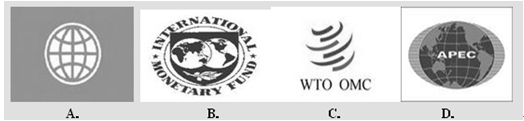 INTERNATIONAL MONETARY FUND
WTO OMC
APEC
A.
B.
C.
D.